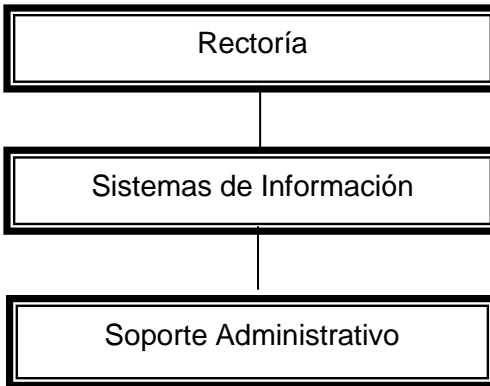 Rectoría
Sistemas de Información
Soporte Administrativo